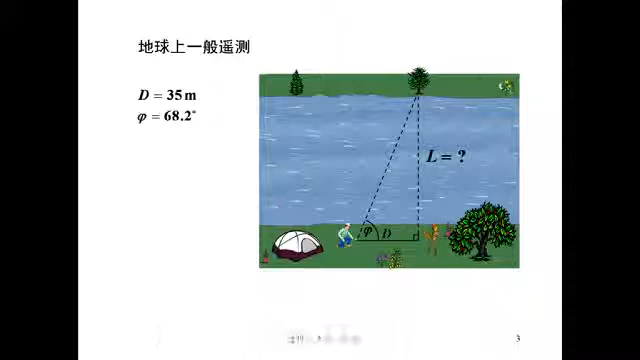 地球上一般遥测
D = 35 m
φ = 68.2°
L = ?
φ D
3